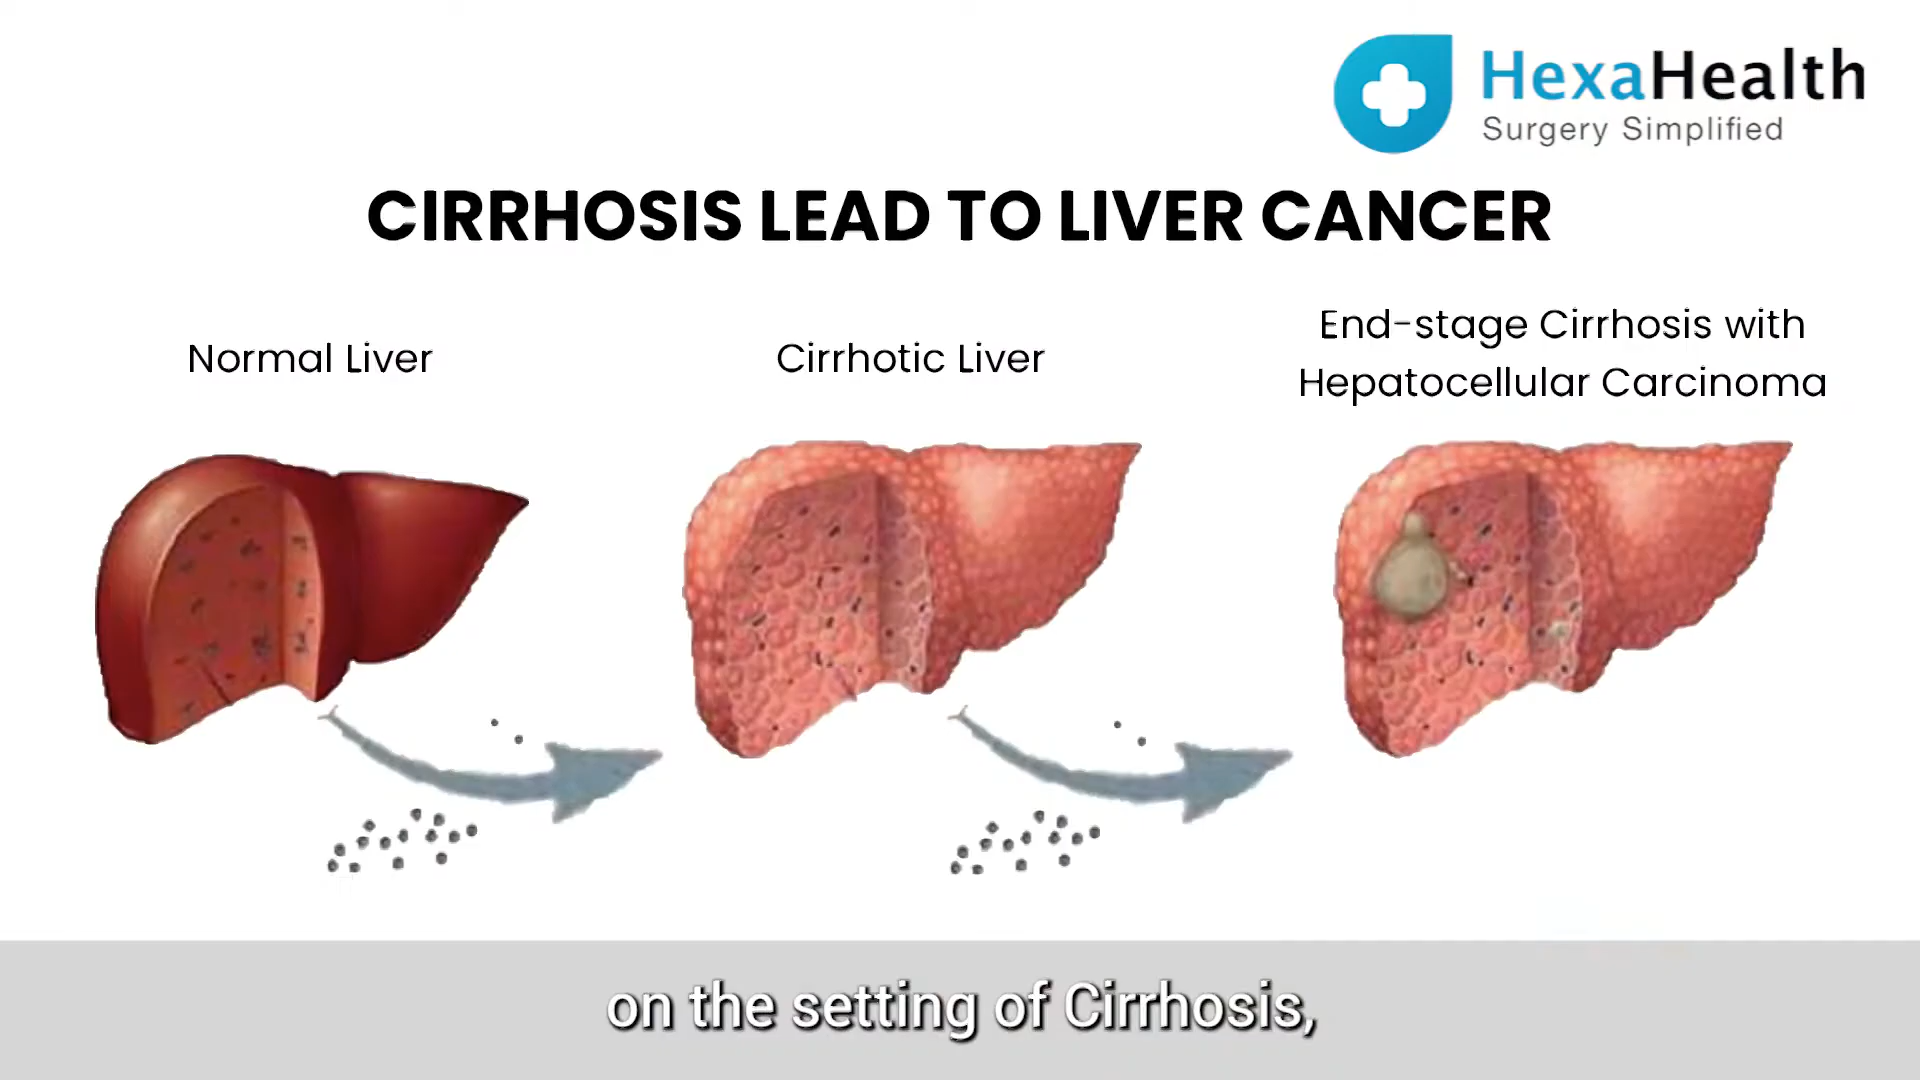 HexaHealth
Surgery Simplified
CIRRHOSIS LEAD TO LIVER CANCER
Normal Liver
Cirrhotic Liver
End-stage Cirrhosis with
Hepatocellular Carcinoma
on the setting of Cirrhosis,